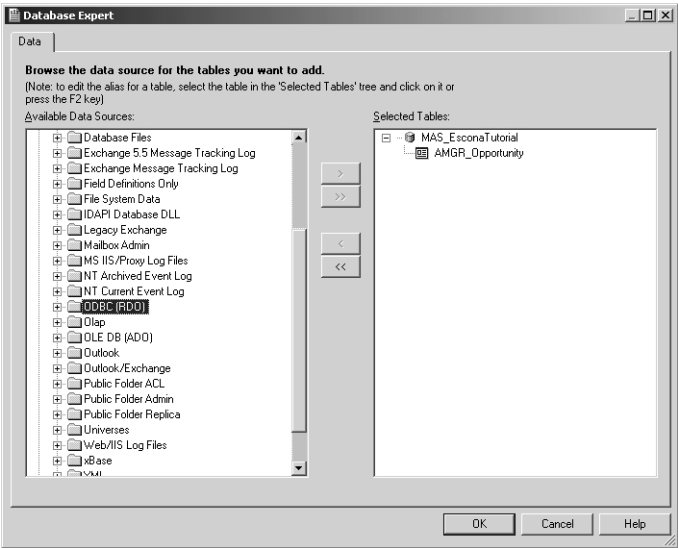 Database Expert
Data
Browse the data source for the tables you want to add.
(Note: to edit the alias for a table, select the table in the 'Selected Tables' tree and click on it or
press the F2 key)
Available Data Sources:
Database Files
Exchange 5.5 Message Tracking Log
Exchange Message Tracking Log
Field Definitions Only
File System Data
IDAPI Database DLL
Legacy Exchange
Mailbox Admin
MS IIS/Proxy Log Files
NT Archived Event Log
NT Current Event Log
ODBC (RDO)
Olap
OLE DB (ADO)
Outlook
Outlook/Exchange
Public Folder ACL
Public Folder Admin
Public Folder Replica
Universes
Web/IIS Log Files
xBase
XML
>
>>
<
<<
Selected Tables:
MAS_EsconaTutorial
AMGR_Opportunity
OK
Cancel
Help